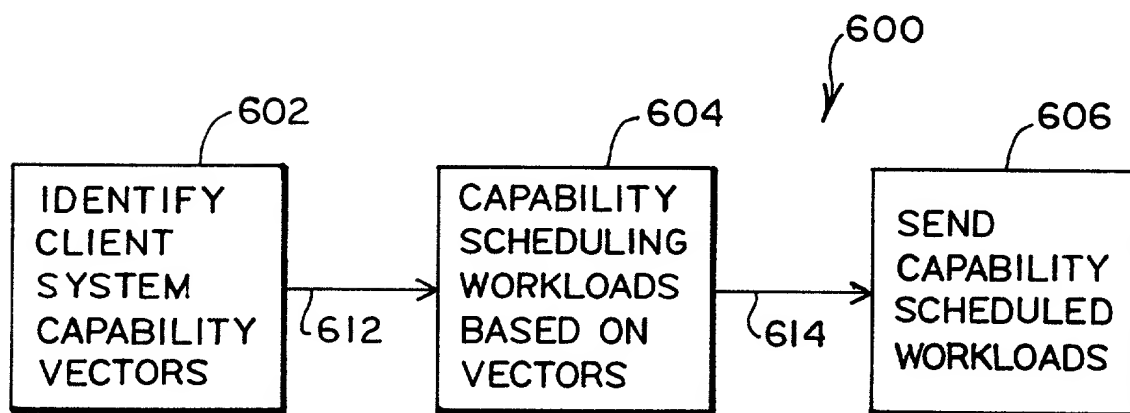 600
602
604
606
IDENTIFY
CLIENT
SYSTEM
CAPABILITY
VECTORS
612
CAPABILITY
SCHEDULING
WORKLOADS
BASED ON
VECTORS
614
SEND
CAPABILITY
SCHEDULED
WORKLOADS